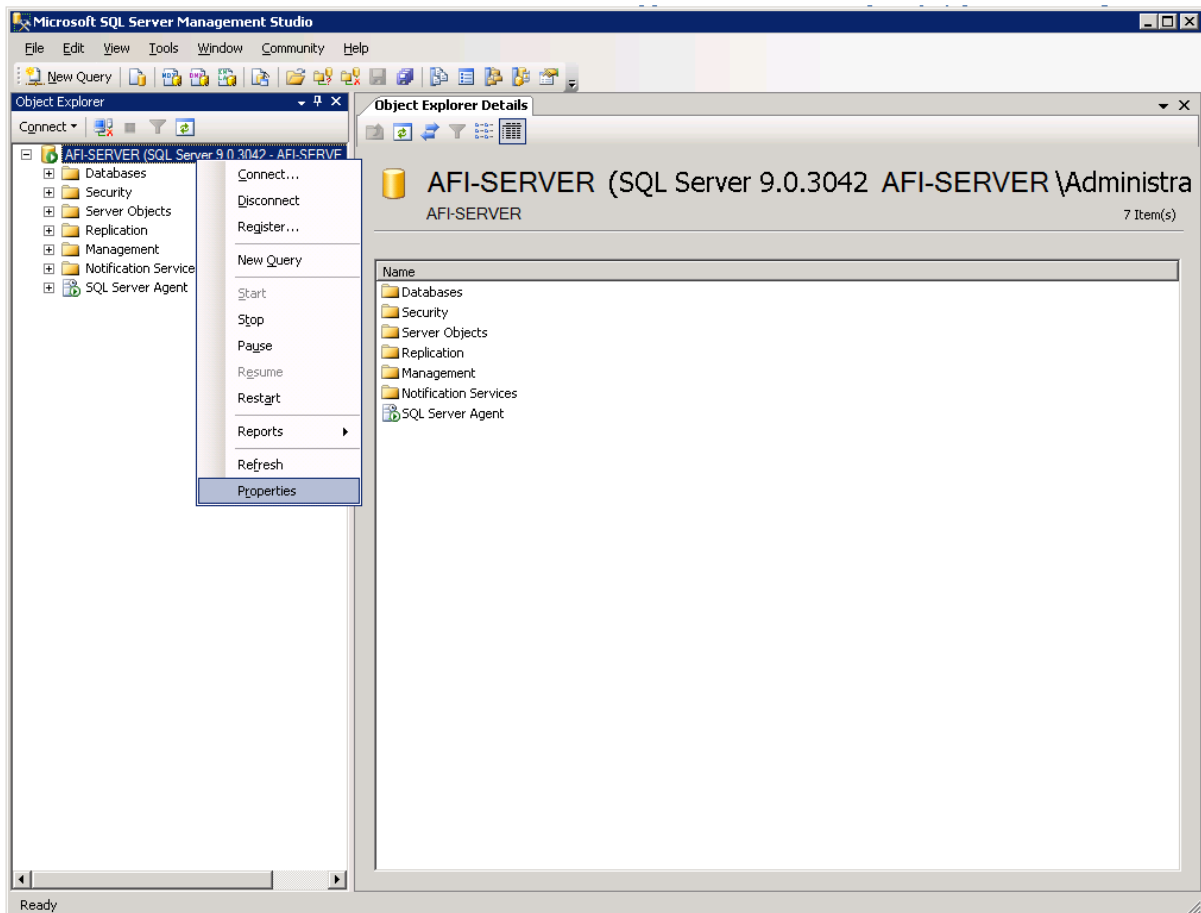 Microsoft SQL Server Management Studio
File Edit View Tools Window Community Help
New Query
Object Explorer
Connect
AFI-SERVER (SQL Server 9.0.3042 - AFI-SERVE
Databases
Security
Server Objects
Replication
Management
Notification Service
SQL Server Agent
Connect...
Disconnect
Register...
New Query
Start
Stop
Pause
Resume
Restart
Reports
Refresh
Properties
Object Explorer Details
AFI-SERVER (SQL Server 9.0.3042 AFI-SERVER\Administra
AFI-SERVER
7 Item(s)
Name
Databases
Security
Server Objects
Replication
Management
Notification Services
SQL Server Agent
Ready